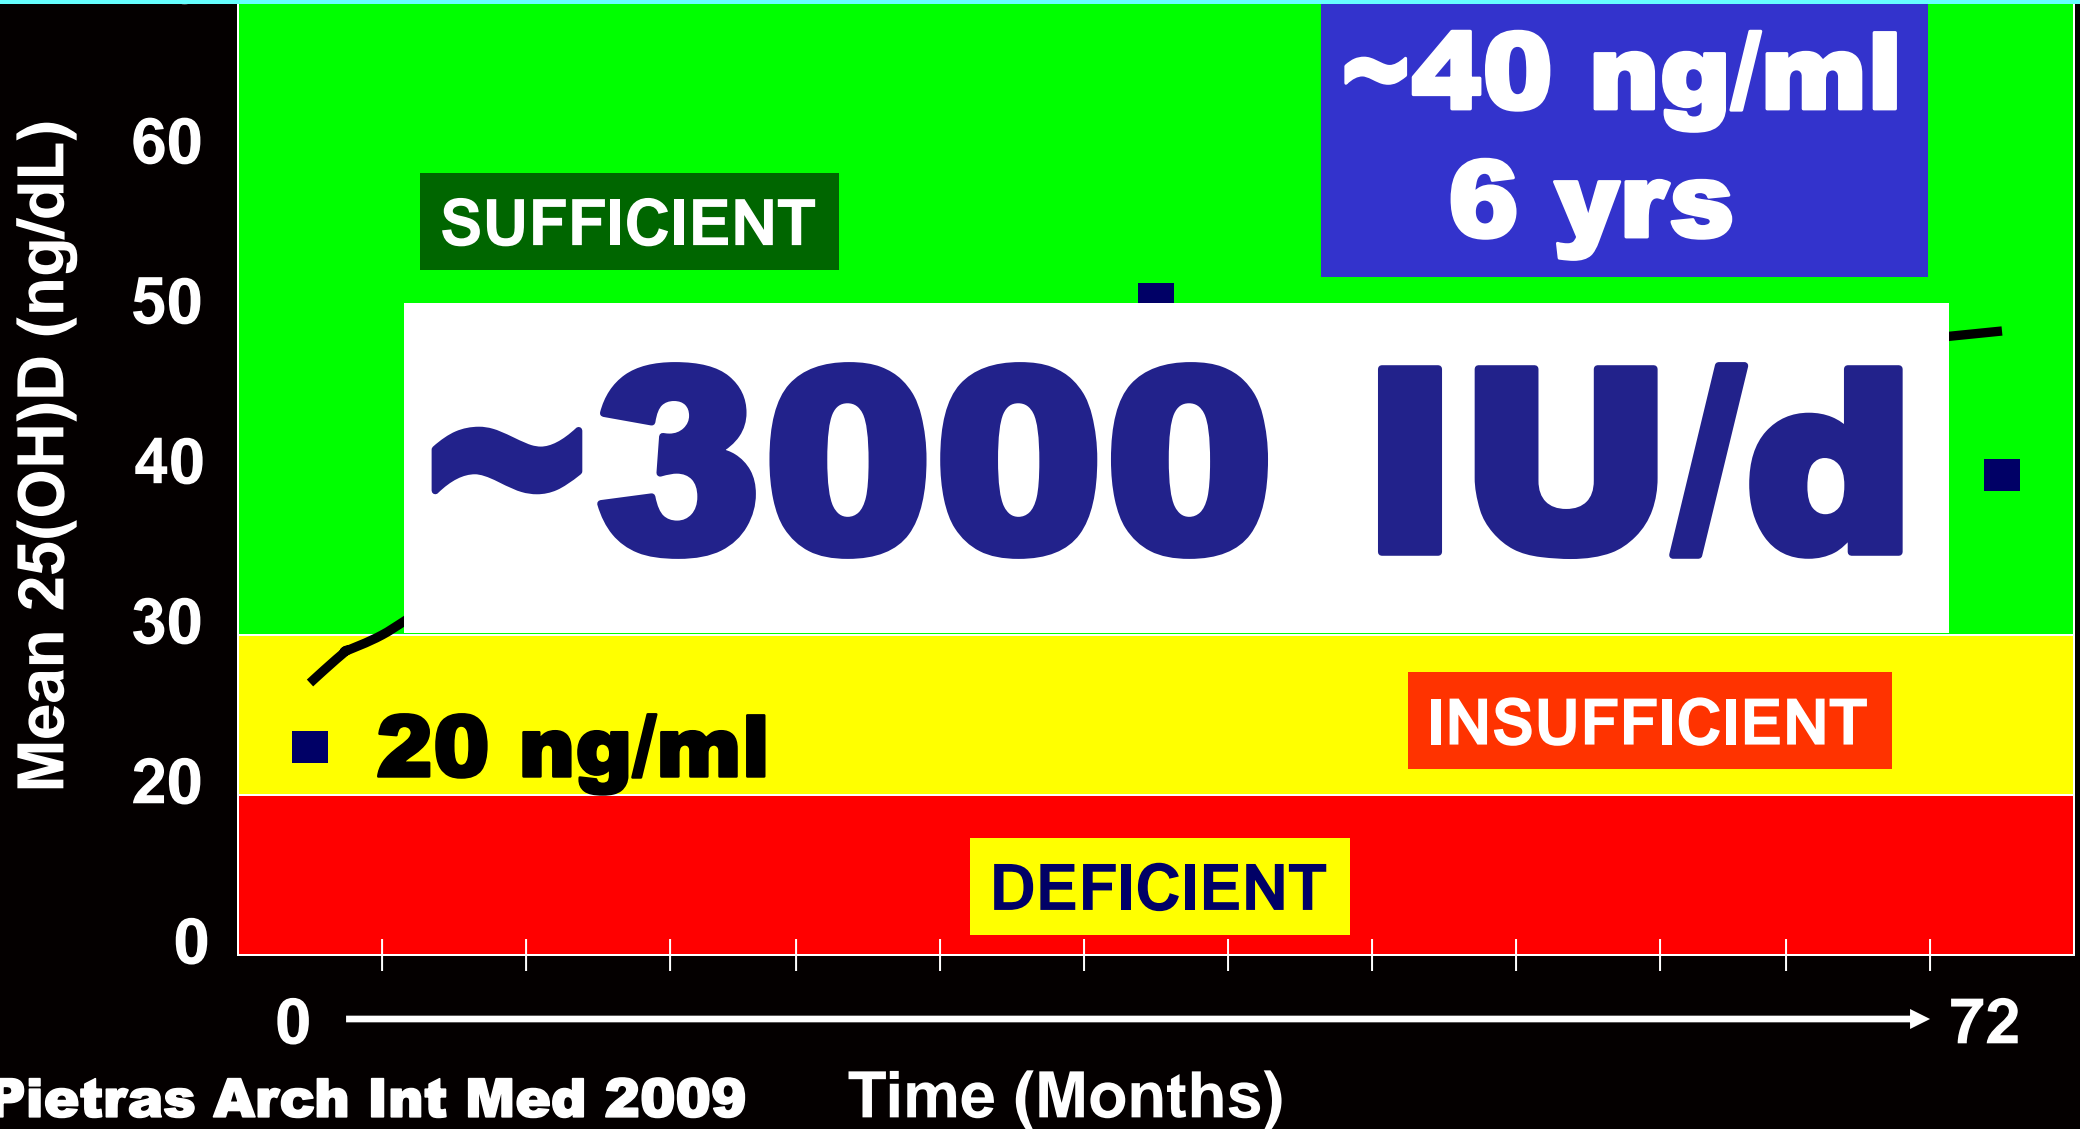 ~40 ng/ml
6 yrs
SUFFICIENT
~3000 IU/d
20 ng/ml
INSUFFICIENT
DEFICIENT
Mean 25(OH)D (ng/dL)
60
50
40
30
20
0
0
72
Time (Months)
Pietras Arch Int Med 2009